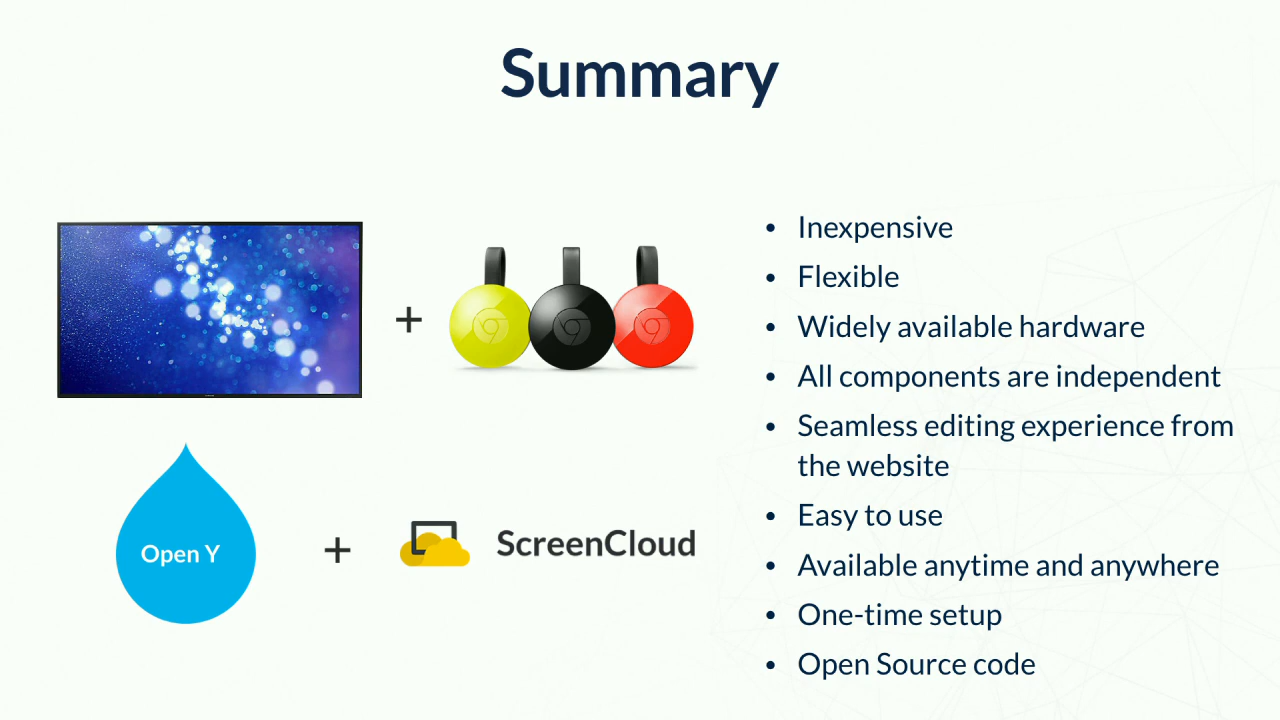 Summary
+
Open Y
+
ScreenCloud
• Inexpensive
• Flexible
• Widely available hardware
• All components are independent
• Seamless editing experience from
the website
• Easy to use
• Available anytime and anywhere
• One-time setup
• Open Source code